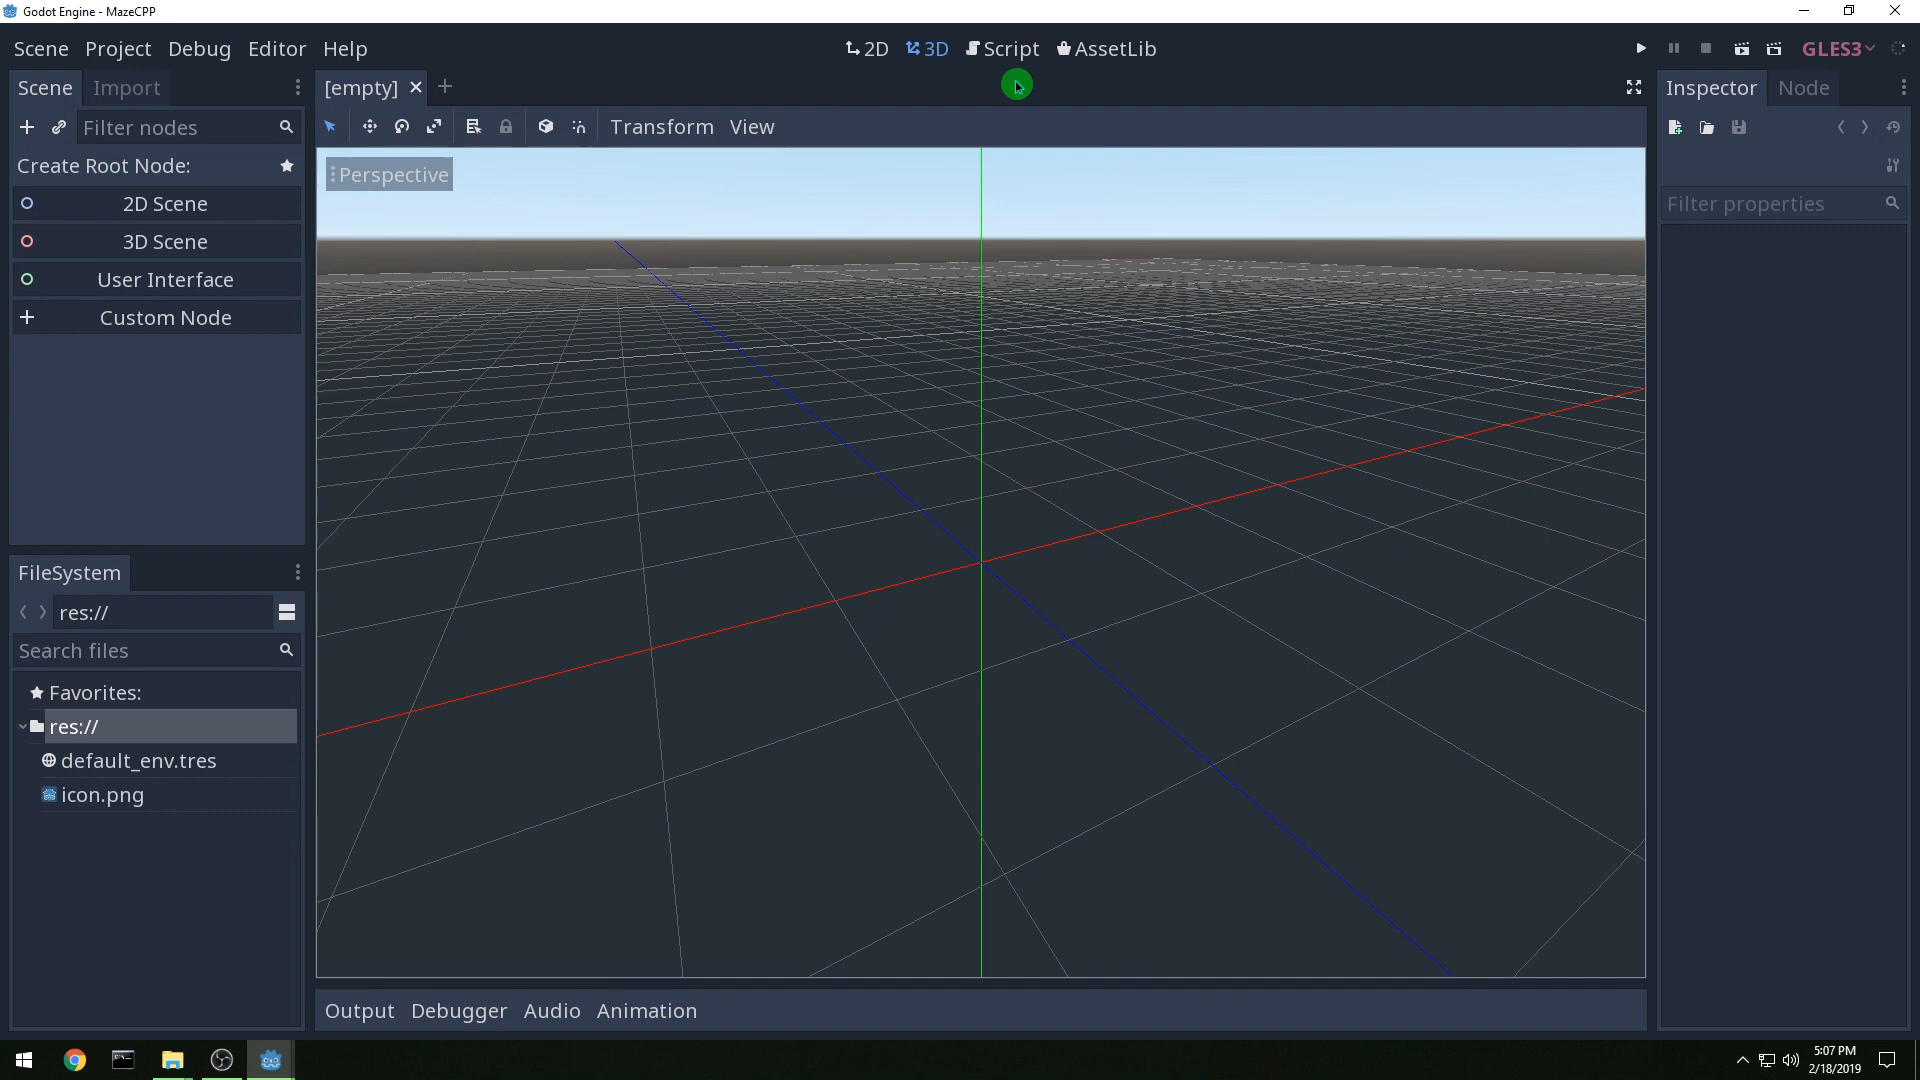 Godot Engine - MazeCPP
Scene Project Debug Editor Help
2D 3D Script AssetLib
GLES3
Scene Import
[empty]
Inspector Node
Filter nodes
Transform View
Create Root Node:
Perspective
2D Scene
Filter properties
3D Scene
User Interface
Custom Node
FileSystem
res://
Search files
Favorites:
res://
default_env.tres
icon.png
Output Debugger Audio Animation
5:07 PM
2/18/2019